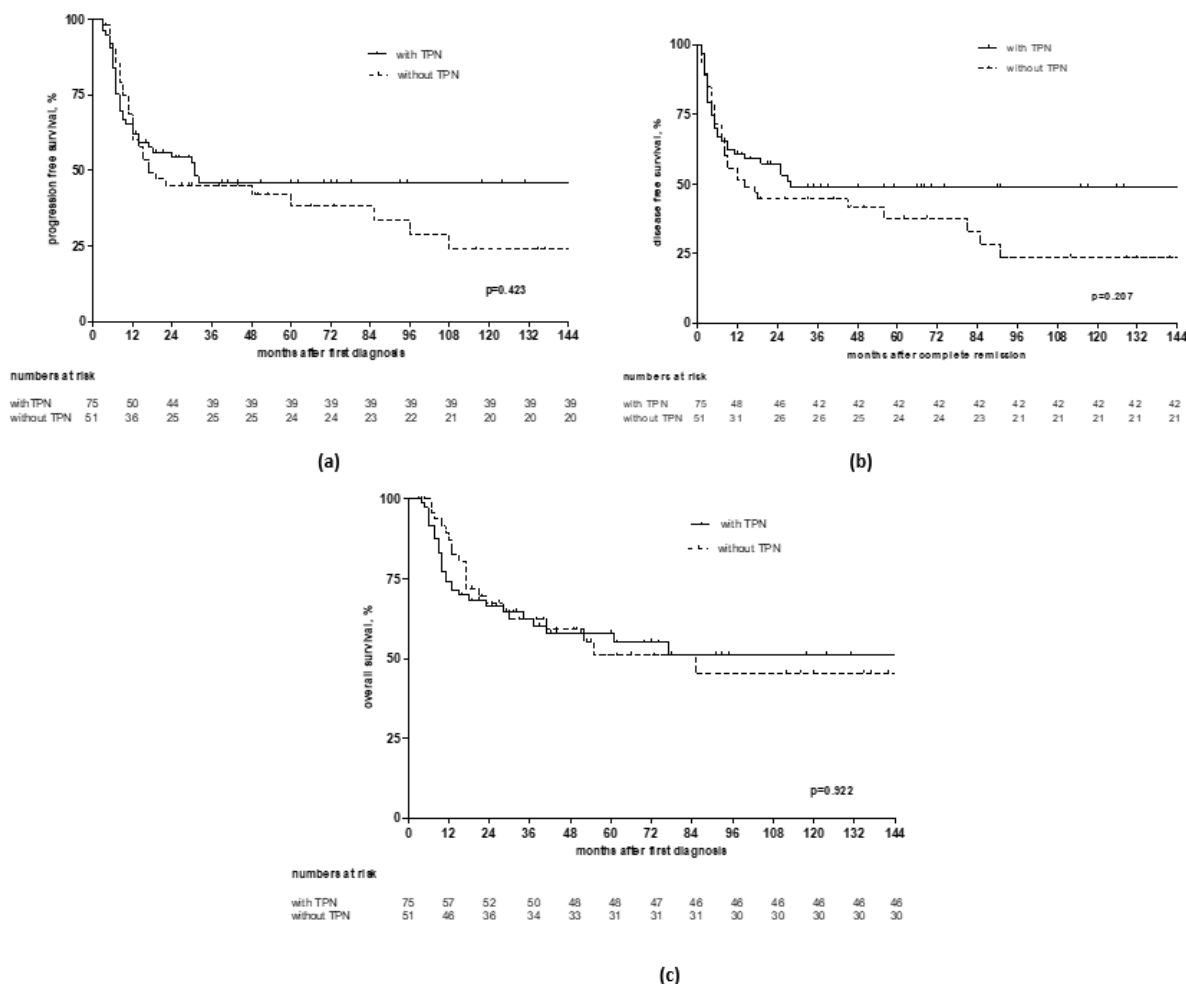 100
75
50
25
0
progression free survival, %
with TPN
without TPN
p=0.423
0 12 24 36 48 60 72 84 96 108 120 132 144
months after first diagnosis
numbers at risk
with TPN 75 50 44 39 39 39 39 39 39 39 39 39 39
without TPN 51 36 25 25 25 24 24 23 22 21 20 20 20
(a)
100
75
50
25
0
disease free survival, %
with TPN
without TPN
p=0.207
0 12 24 36 48 60 72 84 96 108 120 132 144
months after complete remission
numbers at risk
with TPN 75 48 46 42 42 42 42 42 42 42 42 42 42
without TPN 51 31 26 26 25 24 24 23 21 21 21 21 21
(b)
100
75
50
25
0
overall survival, %
with TPN
without TPN
p=0.922
0 12 24 36 48 60 72 84 96 108 120 132 144
months after first diagnosis
numbers at risk
with TPN 75 57 52 50 48 48 47 46 46 46 46 46 46
without TPN 51 46 36 34 33 31 31 31 30 30 30 30 30
(c)